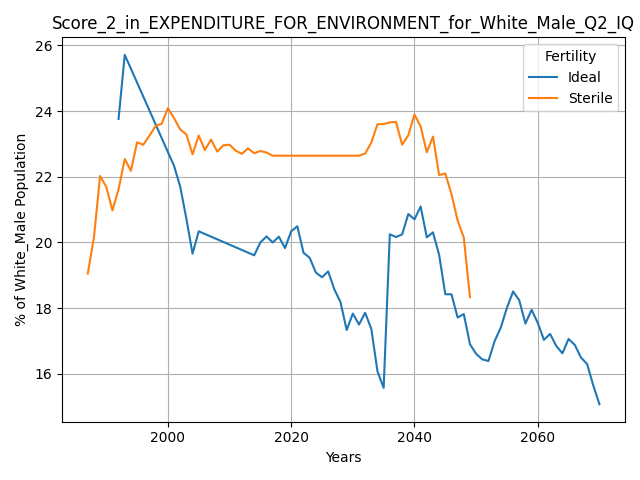 Score_2_in_EXPENDITURE_FOR_ENVIRONMENT_for_White_Male_Q2_IQ
Fertility
Ideal
Sterile
26
24
22
20
18
16
% of White_Male Population
2000
2020
2040
2060
Years